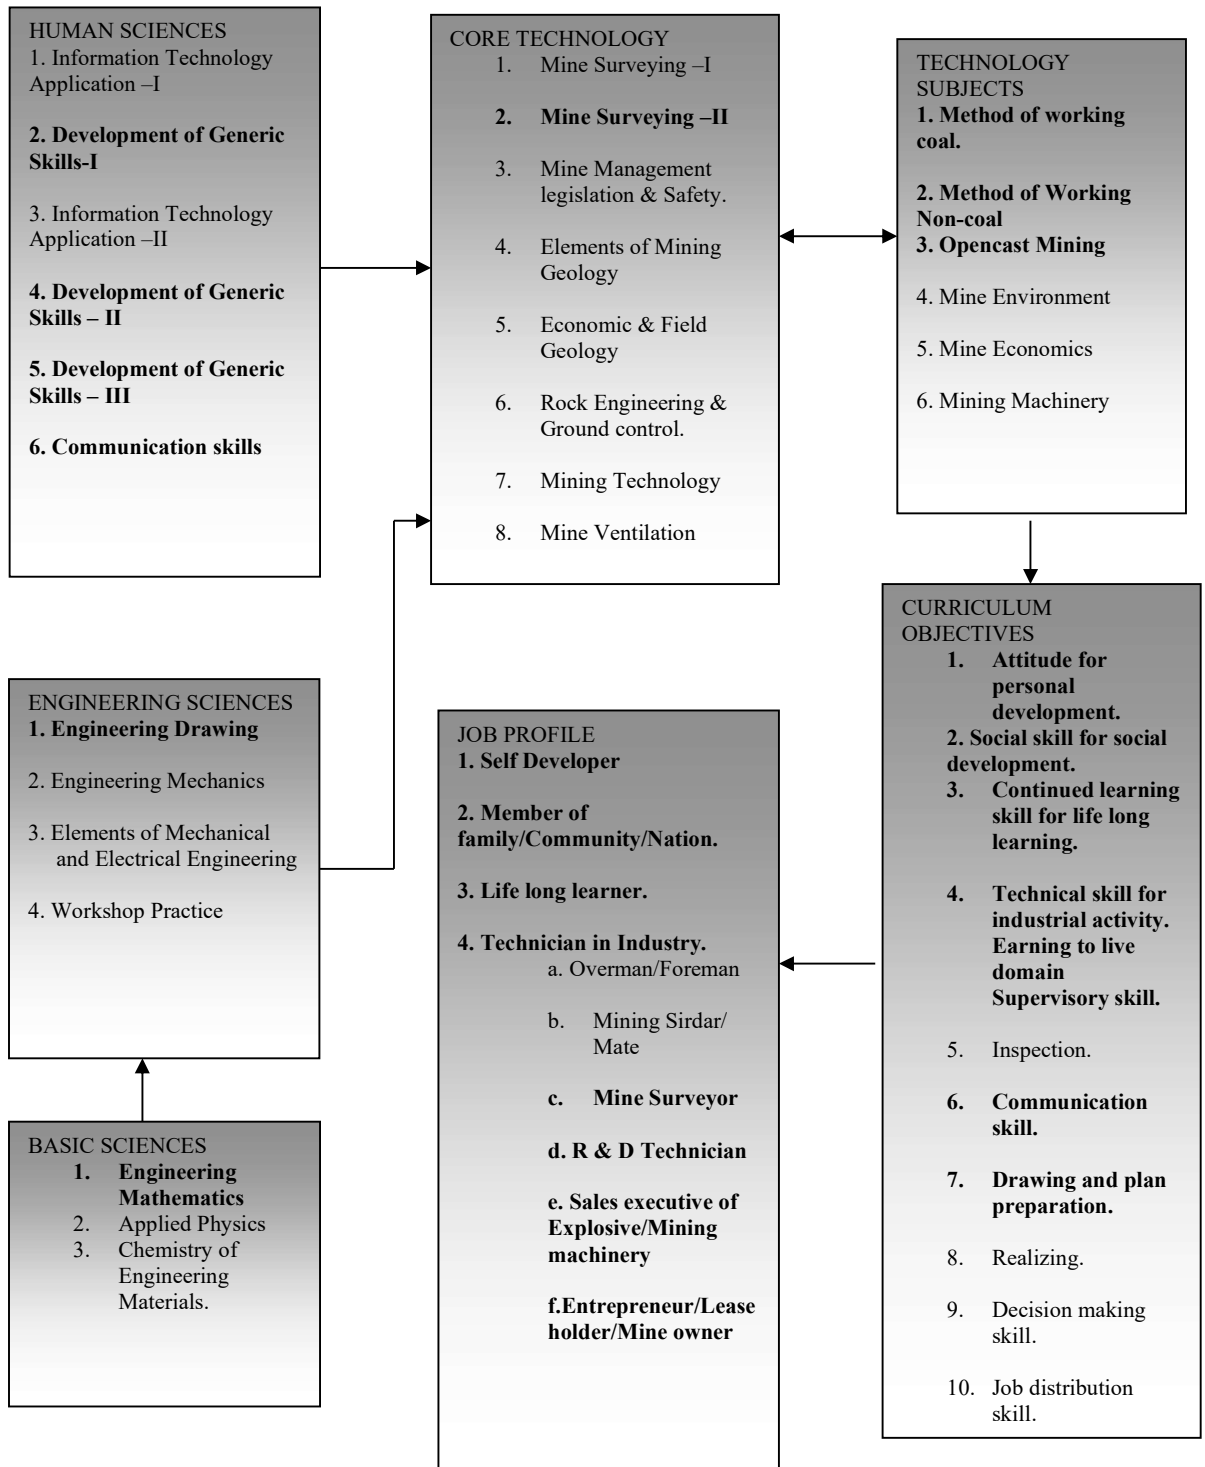 HUMAN SCIENCES
1. Information Technology
Application –I
2. Development of Generic
Skills-I
3. Information Technology
Application –II
4. Development of Generic
Skills – II
5. Development of Generic
Skills – III
6. Communication skills
CORE TECHNOLOGY
1. Mine Surveying –I
2. Mine Surveying –II
3. Mine Management
legislation & Safety.
4. Elements of Mining
Geology
5. Economic & Field
Geology
6. Rock Engineering &
Ground control.
7. Mining Technology
8. Mine Ventilation
TECHNOLOGY
SUBJECTS
1. Method of working
coal.
2. Method of Working
Non-coal
3. Opencast Mining
4. Mine Environment
5. Mine Economics
6. Mining Machinery
ENGINEERING SCIENCES
1. Engineering Drawing
2. Engineering Mechanics
3. Elements of Mechanical
and Electrical Engineering
4. Workshop Practice
BASIC SCIENCES
1. Engineering
Mathematics
2. Applied Physics
3. Chemistry of
Engineering
Materials.
JOB PROFILE
1. Self Developer
2. Member of
family/Community/Nation.
3. Life long learner.
4. Technician in Industry.
a. Overman/Foreman
b. Mining Sirdar/
Mate
c. Mine Surveyor
d. R & D Technician
e. Sales executive of
Explosive/Mining
machinery
f.Entrepreneur/Lease
holder/Mine owner
CURRICULUM
OBJECTIVES
1. Attitude for
personal
development.
2. Social skill for social
development.
3. Continued learning
skill for life long
learning.
4. Technical skill for
industrial activity.
Earning to live
domain
Supervisory skill.
5. Inspection.
6. Communication
skill.
7. Drawing and plan
preparation.
8. Realizing.
9. Decision making
skill.
10. Job distribution
skill.